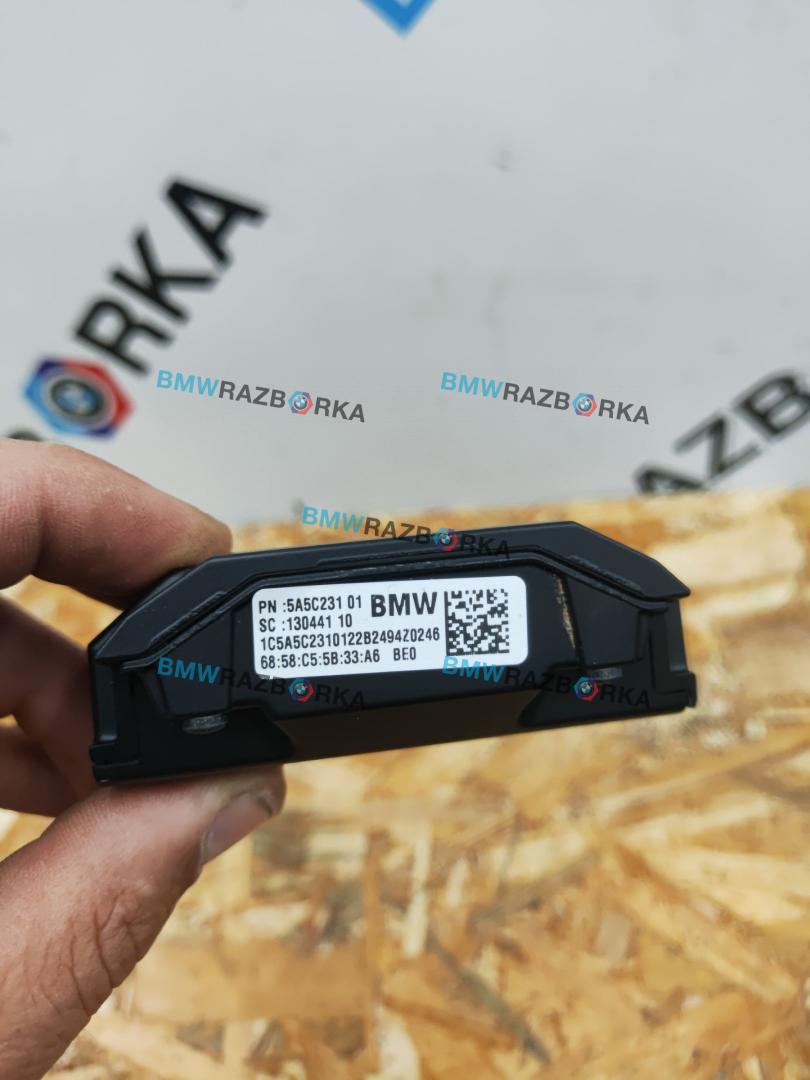 ORKA
RAZB
BMWRAZBORKA
BMWRAZBORKA
BMWRAZBORKA
PN :5A5C231 01 BMW
SC :130441 10
1C5A5C2310122B2494Z0246
68:58:C5:5B:33:A6 BE0
BMWRAZBORKA
BMWRAZBORKA